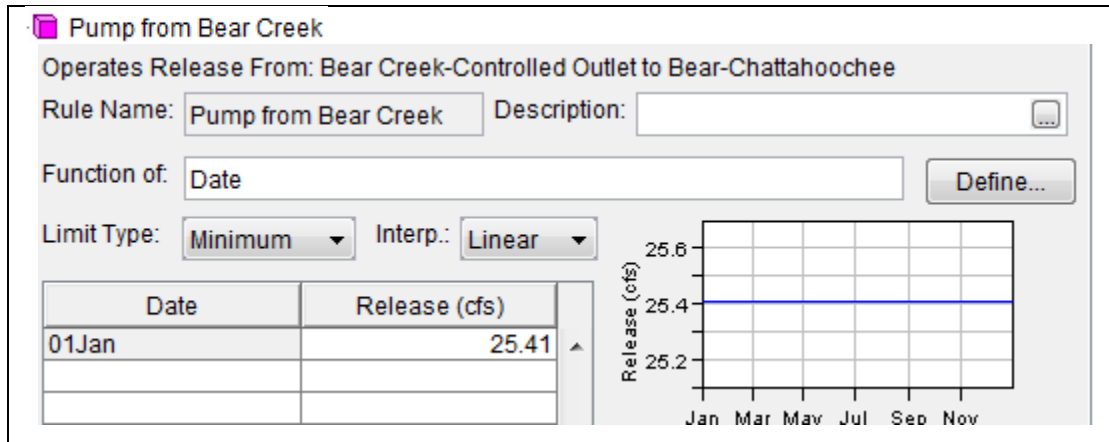 Pump from Bear Creek
Operates Release From: Bear Creek-Controlled Outlet to Bear-Chattahoochee
Rule Name: Pump from Bear Creek Description: ...
Function of: Date Define...
Limit Type: Minimum Interp.: Linear
Date Release (cfs)
01Jan 25.41
Release (cfs)
25.6
25.4
25.2
Jan Mar May Jul Sep Nov